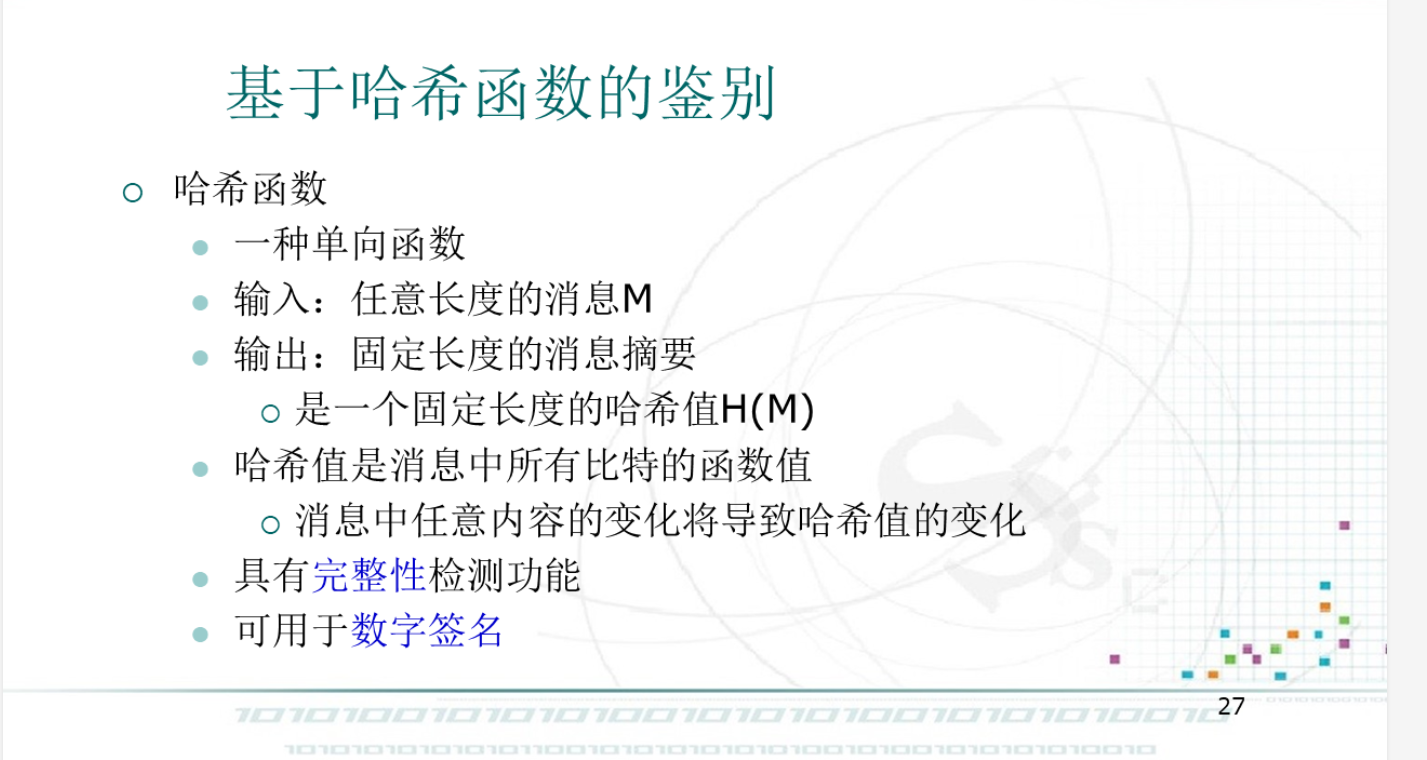 基于哈希函数的鉴别
哈希函数
一种单向函数
输入：任意长度的消息M
输出：固定长度的消息摘要
是一个固定长度的哈希值H(M)
哈希值是消息中所有比特的函数值
消息中任意内容的变化将导致哈希值的变化
具有完整性检测功能
可用于数字签名
27